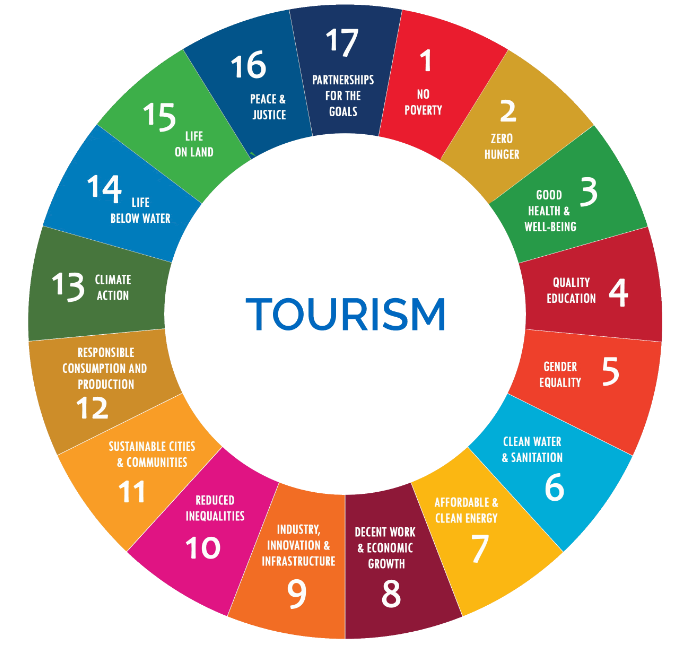 17
PARTNERSHIPS
FOR THE
GOALS
1
NO
POVERTY
2
ZERO
HUNGER
3
GOOD
HEALTH &
WELL-BEING
4
QUALITY
EDUCATION
5
GENDER
EQUALITY
CLEAN WATER
& SANITATION
6
AFFORDABLE &
CLEAN ENERGY
7
DECENT WORK
& ECONOMIC
GROWTH
8
INDUSTRY,
INNOVATION &
INFRASTRUCTURE
9
REDUCED
INEQUALITIES
10
SUSTAINABLE CITIES
& COMMUNITIES
11
RESPONSIBLE
CONSUMPTION AND
PRODUCTION
12
13
CLIMATE
ACTION
14
LIFE
BELOW WATER
15
LIFE
ON LAND
16
PEACE &
JUSTICE
TOURISM